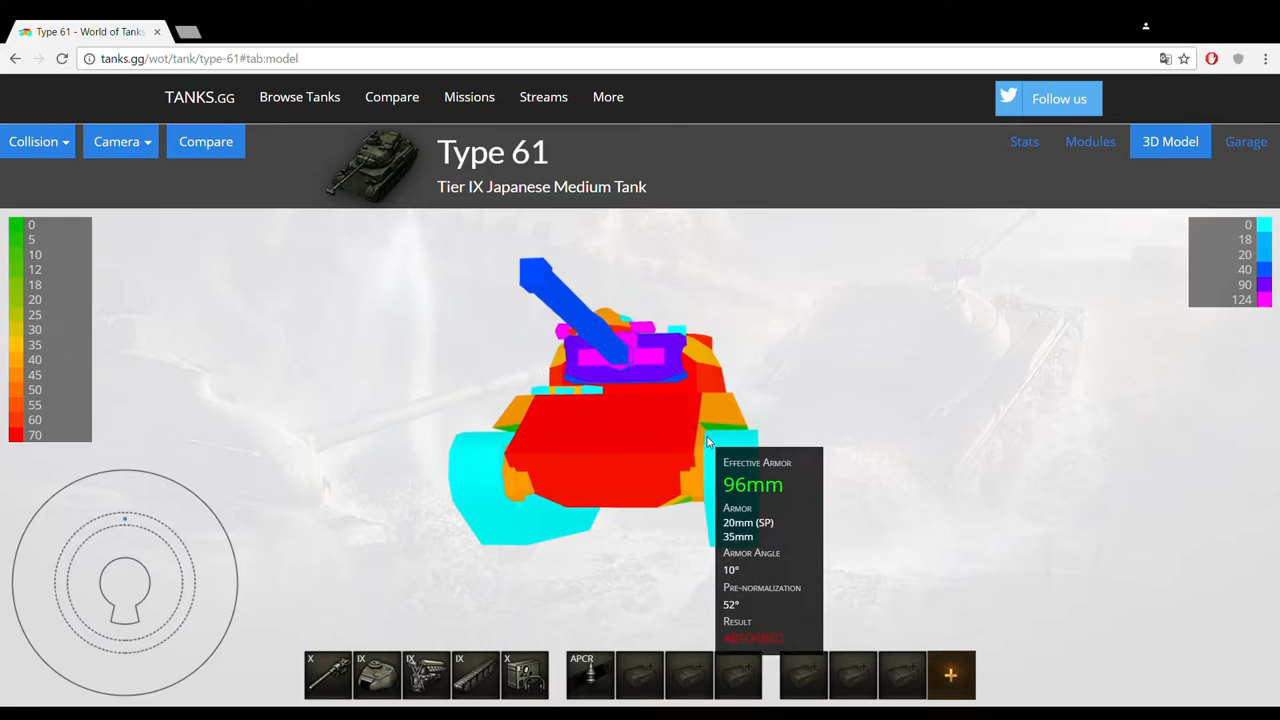 Type 61 - World of Tanks
tanks.gg/wot/tank/type-61#tab:model
TANKS.GG
Browse Tanks
Compare
Missions
Streams
More
Follow us
Collision
Camera
Compare
Type 61
Tier IX Japanese Medium Tank
Stats
Modules
3D Model
Garage
0
5
10
12
18
20
25
30
35
40
45
50
55
60
70
0
18
20
40
90
124
EFFECTIVE ARMOR
96mm
ARMOR
20mm (SP)
35mm
ARMOR ANGLE
10°
PRE-NORMALIZATION
52°
RESULT
ABSORBED
X
IX
IX
IX
X
APCR